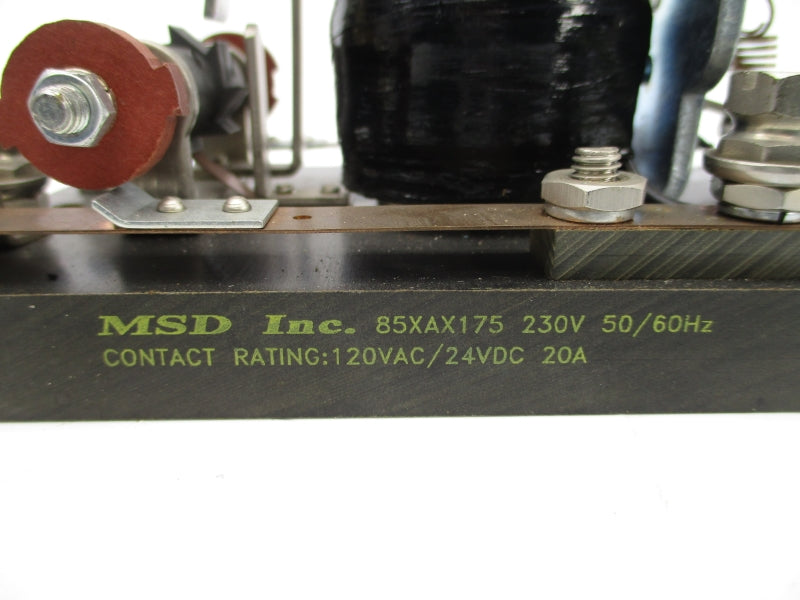 MSD Inc. 85XAX175 230V 50/60Hz
CONTACT RATING:120VAC/24VDC 20A